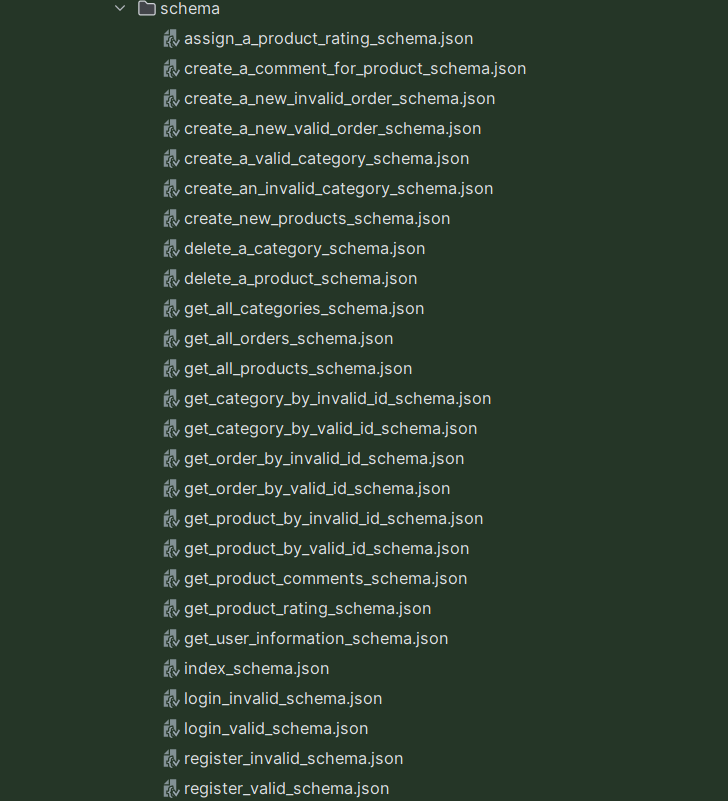 schema
assign_a_product_rating_schema.json
create_a_comment_for_product_schema.json
create_a_new_invalid_order_schema.json
create_a_new_valid_order_schema.json
create_a_valid_category_schema.json
create_an_invalid_category_schema.json
create_new_products_schema.json
delete_a_category_schema.json
delete_a_product_schema.json
get_all_categories_schema.json
get_all_orders_schema.json
get_all_products_schema.json
get_category_by_invalid_id_schema.json
get_category_by_valid_id_schema.json
get_order_by_invalid_id_schema.json
get_order_by_valid_id_schema.json
get_product_by_invalid_id_schema.json
get_product_by_valid_id_schema.json
get_product_comments_schema.json
get_product_rating_schema.json
get_user_information_schema.json
index_schema.json
login_invalid_schema.json
login_valid_schema.json
register_invalid_schema.json
register_valid_schema.json